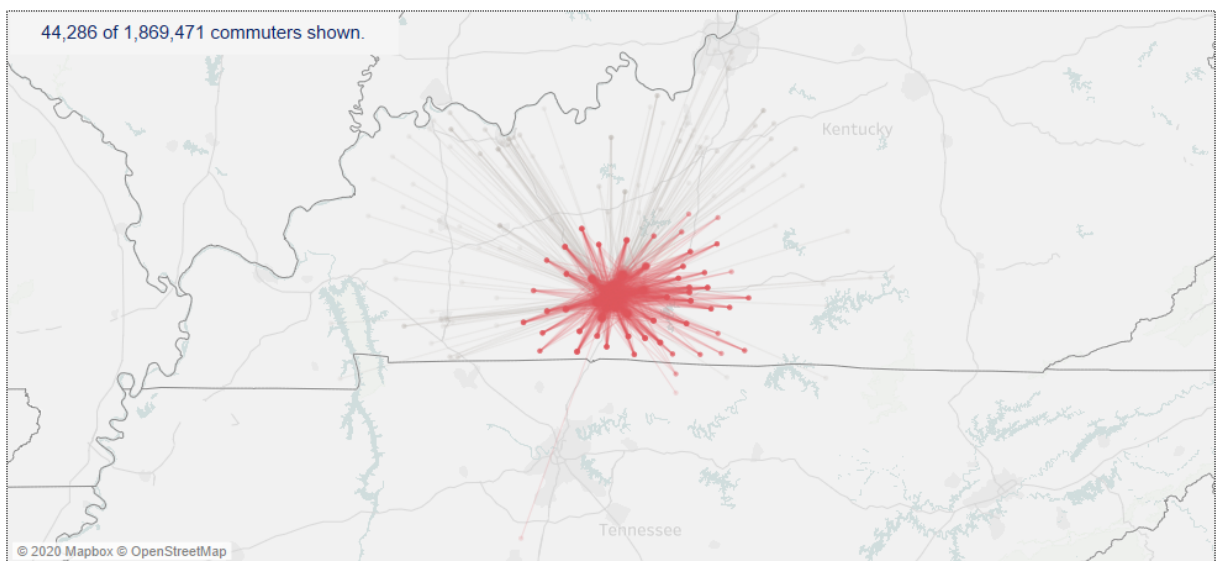 44,286 of 1,869,471 commuters shown.
Kentucky
Tennessee
© 2020 Mapbox © OpenStreetMap